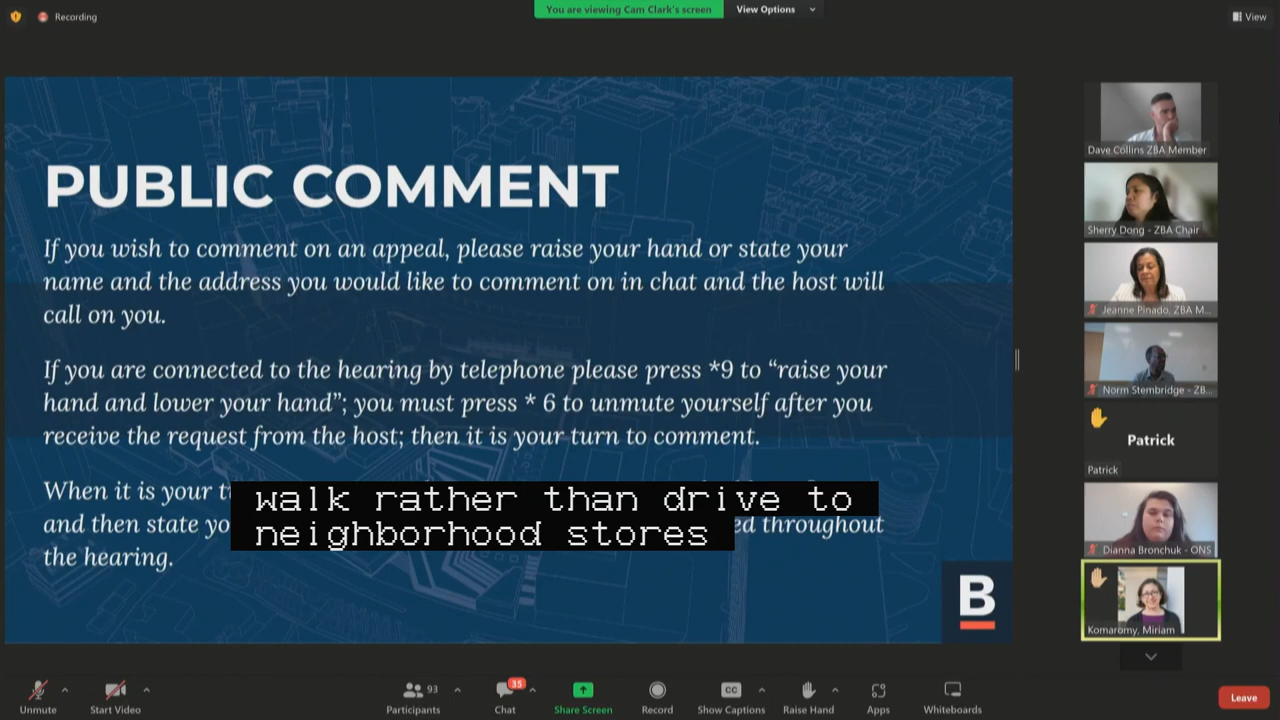 Recording
You are viewing Cam Clark's screen
View Options
View
PUBLIC COMMENT
If you wish to comment on an appeal, please raise your hand or state your
name and the address you would like to comment on in chat and the host will
call on you.
If you are connected to the hearing by telephone please press *9 to “raise your
hand and lower your hand”; you must press * 6 to unmute yourself after you
receive the request from the host; then it is your turn to comment.
When it is your
and then state ed throughout
the hearing.
walk rather than drive to
neighborhood stores
B
Dave Collins ZBA Member
Sherry Dong - ZBA Chair
Jeanne Pinado, ZBA M...
Norm Stembridge - ZB...
Patrick
Patrick
Dianna Bronchuk - ONS
Komaromy, Miriam
Unmute
Start Video
93
Participants
35
Chat
Share Screen
Record
CC
Show Captions
Raise Hand
Apps
Whiteboards
Leave